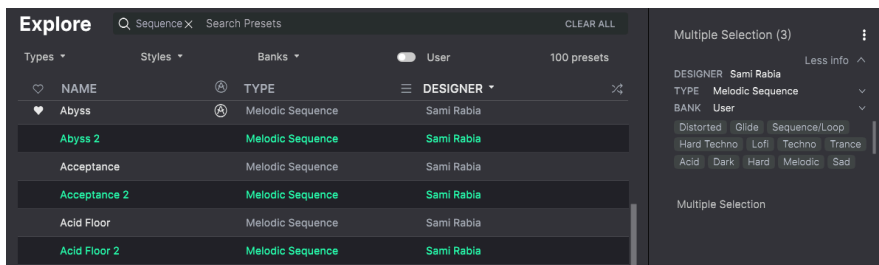 Explore Sequence × Search Presets CLEAR ALL
Types Styles Banks User 100 presets
NAME TYPE DESIGNER
Abyss Melodic Sequence Sami Rabia
Abyss 2 Melodic Sequence Sami Rabia
Acceptance Melodic Sequence Sami Rabia
Acceptance 2 Melodic Sequence Sami Rabia
Acid Floor Melodic Sequence Sami Rabia
Acid Floor 2 Melodic Sequence Sami Rabia
Multiple Selection (3)
Less info
DESIGNER Sami Rabia
TYPE Melodic Sequence
BANK User
Distorted Glide Sequence/Loop
Hard Techno Lofi Techno Trance
Acid Dark Hard Melodic Sad
Multiple Selection